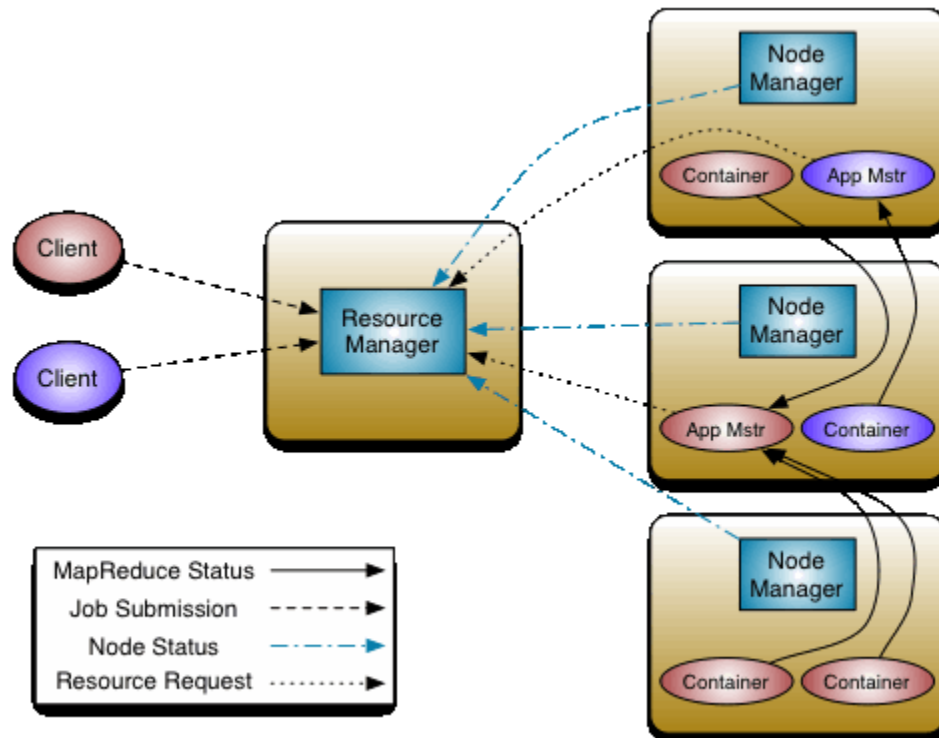 Node
Manager
Container
App Mstr
Client
Client
Resource
Manager
Node
Manager
App Mstr
Container
Node
Manager
Container
Container
MapReduce Status
Job Submission
Node Status
Resource Request